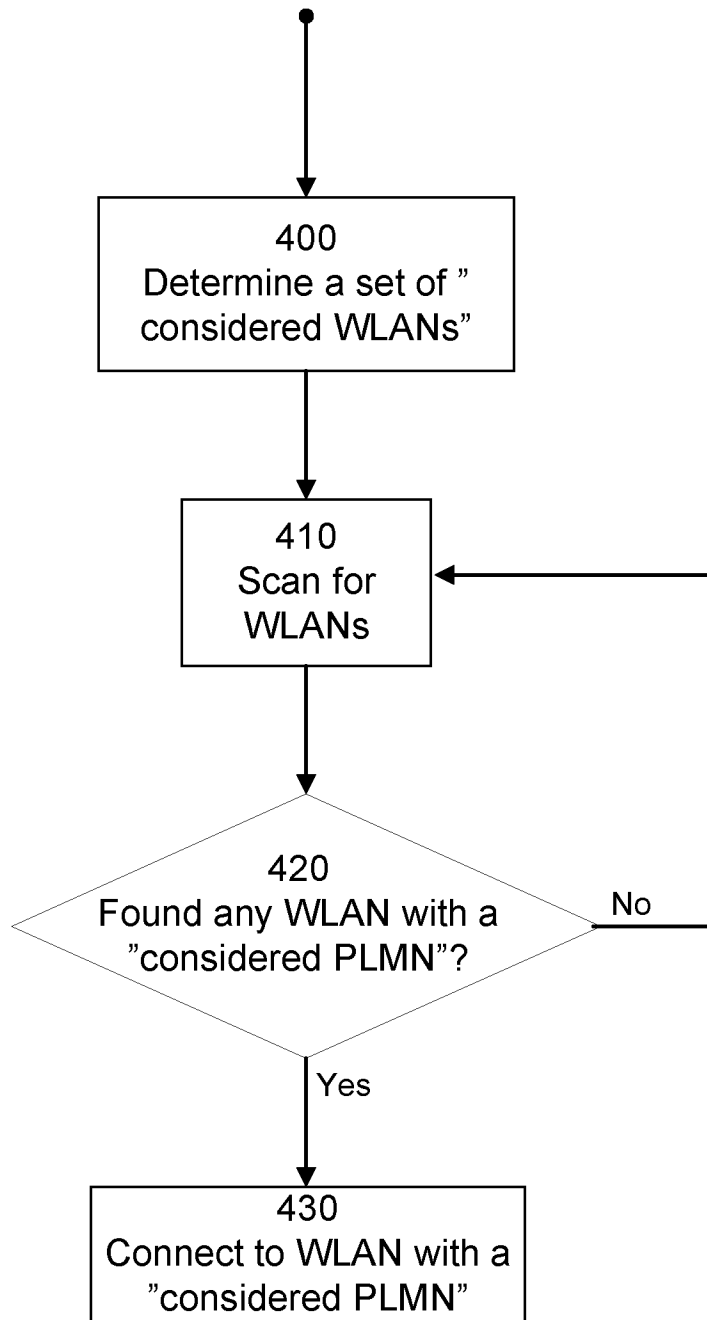 400
Determine a set of ”
considered WLANs”
410
Scan for
WLANs
420
Found any WLAN with a
”considered PLMN”?
No
Yes
430
Connect to WLAN with a
”considered PLMN”